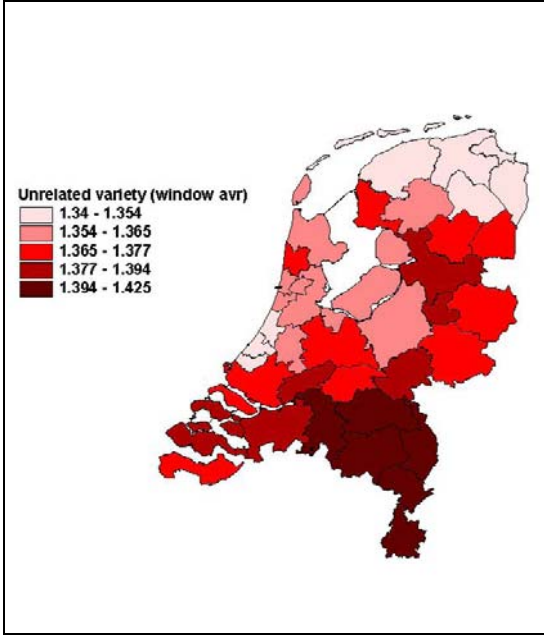 Unrelated variety (window avr)
1.34 - 1.354
1.354 - 1.365
1.365 - 1.377
1.377 - 1.394
1.394 - 1.425